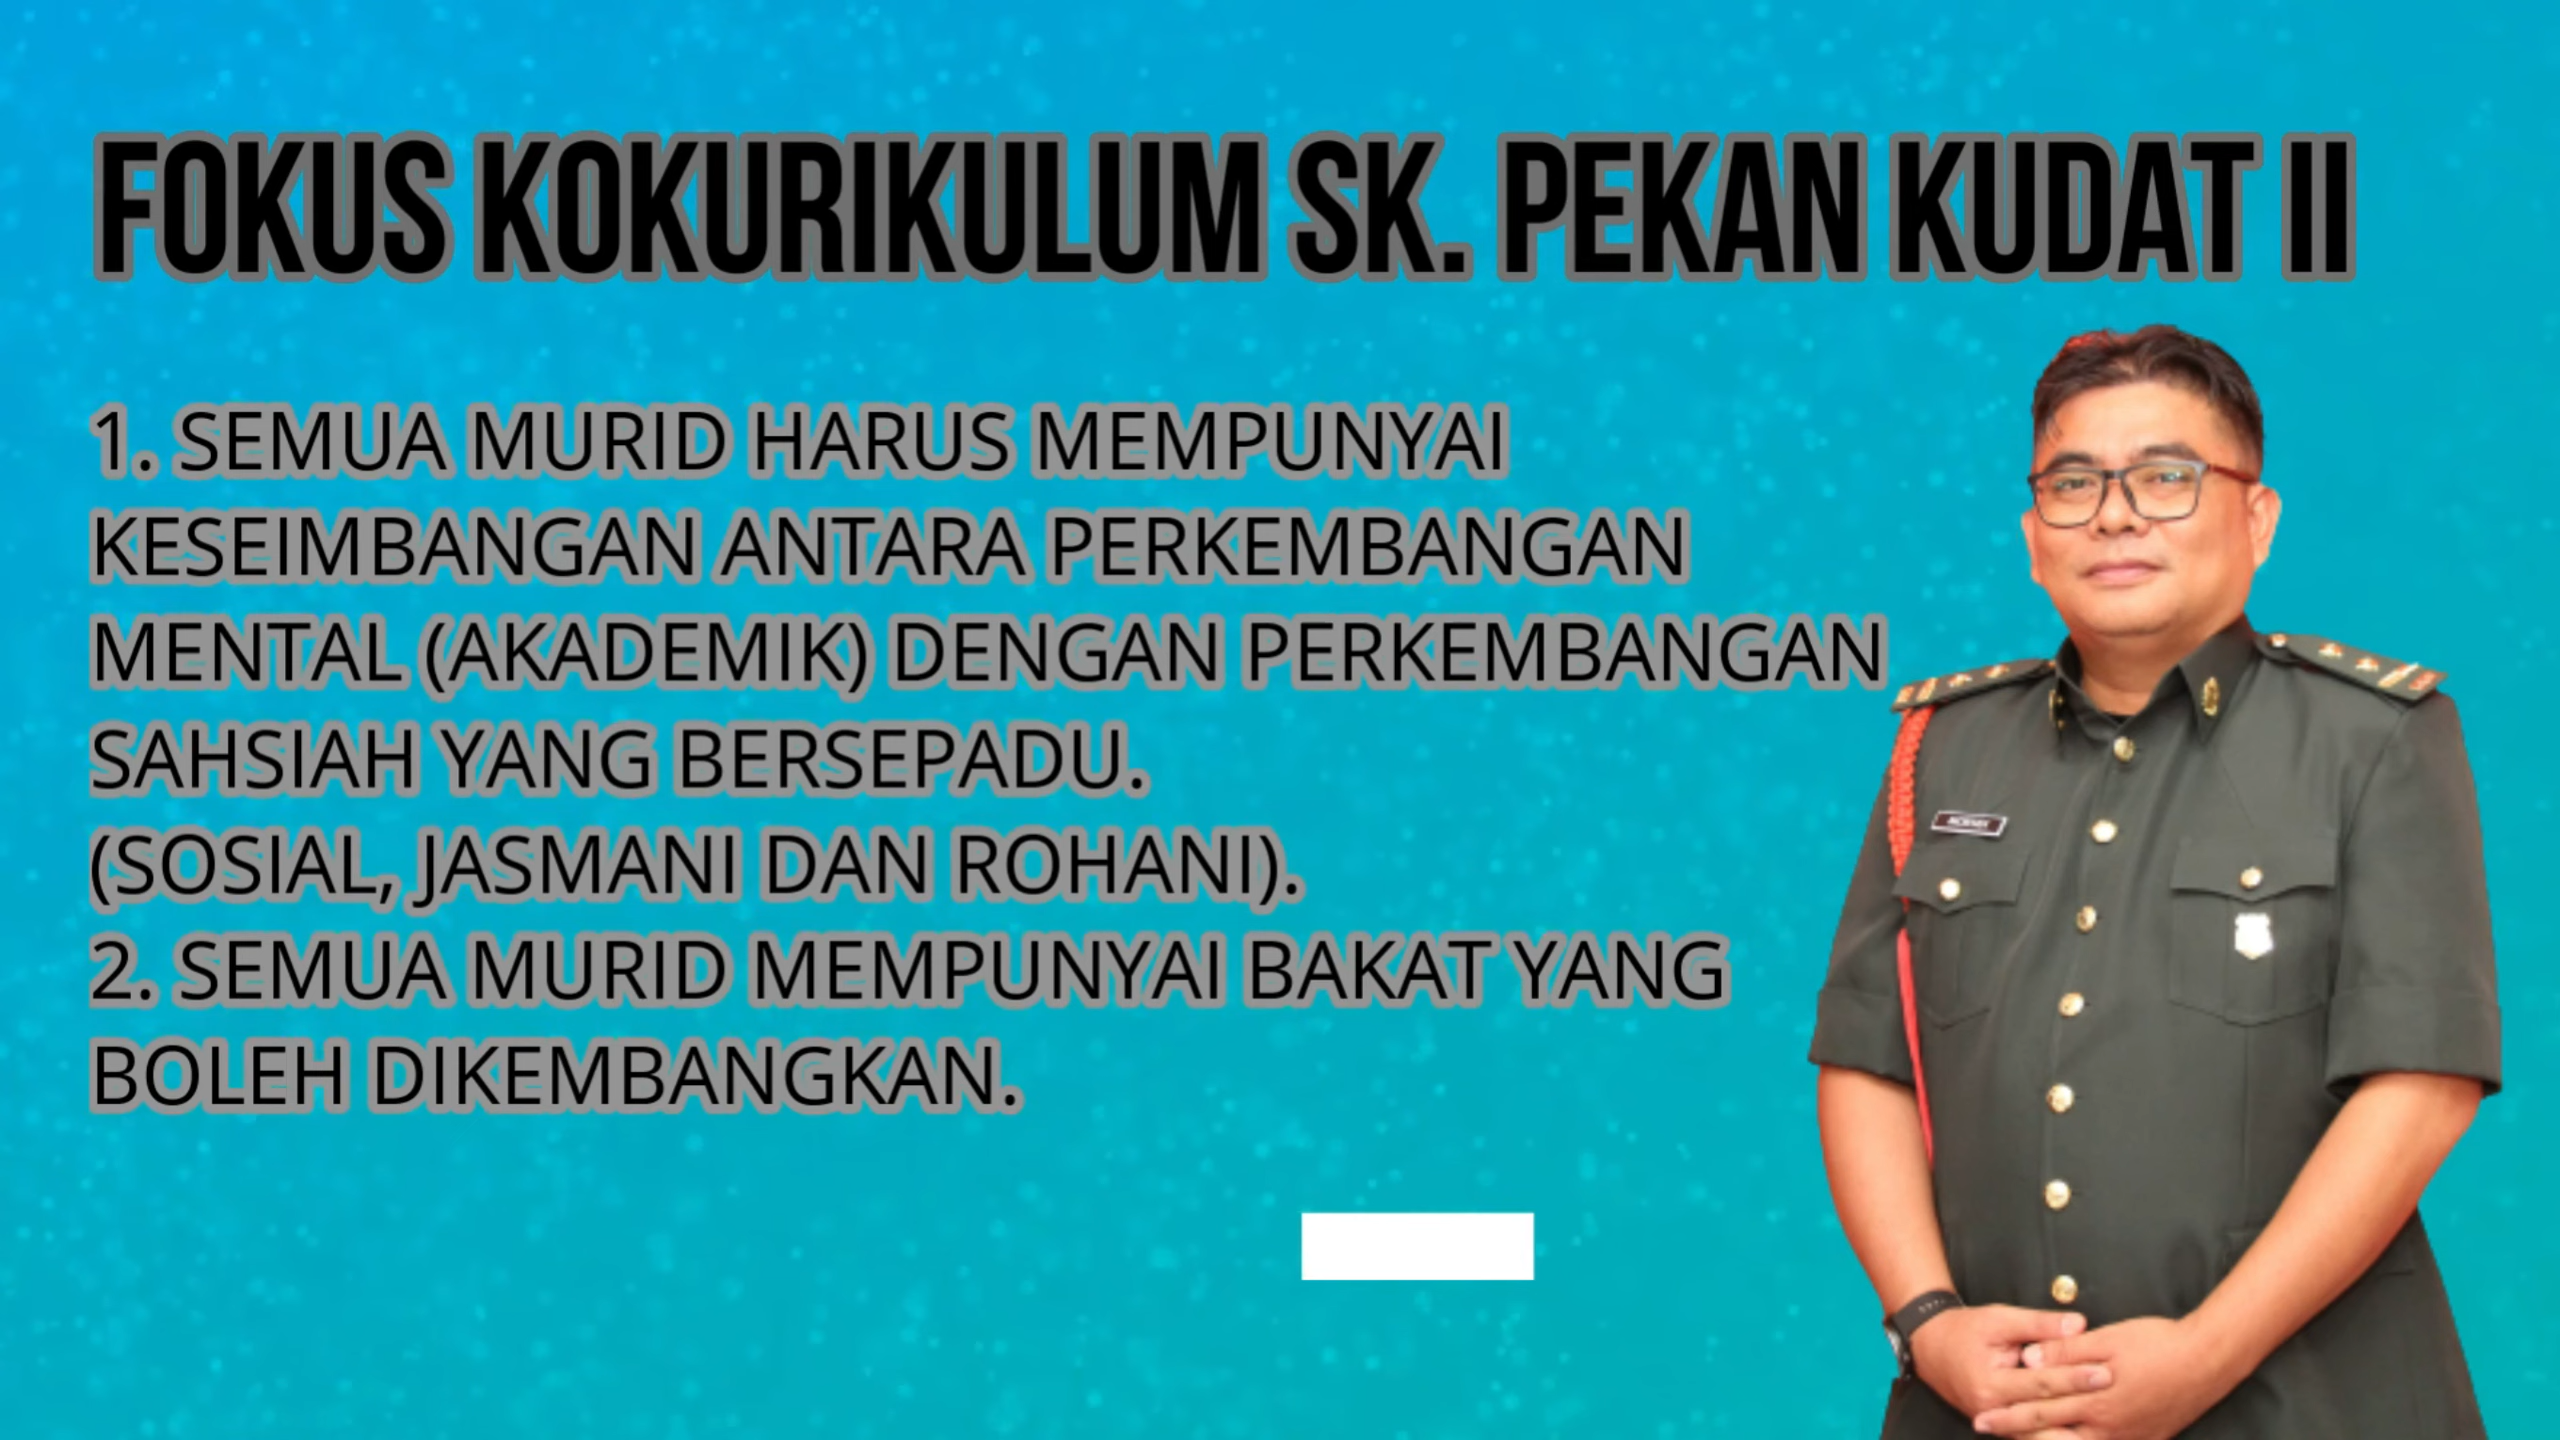 FOKUS KOKURIKULUM SK. PEKAN KUDAT II
1. SEMUA MURID HARUS MEMPUNYAI
KESEIMBANGAN ANTARA PERKEMBANGAN
MENTAL (AKADEMIK) DENGAN PERKEMBANGAN
SAHSIAH YANG BERSEPADU.
(SOSIAL, JASMANI DAN ROHANI).
2. SEMUA MURID MEMPUNYAI BAKAT YANG
BOLEH DIKEMBANGKAN.